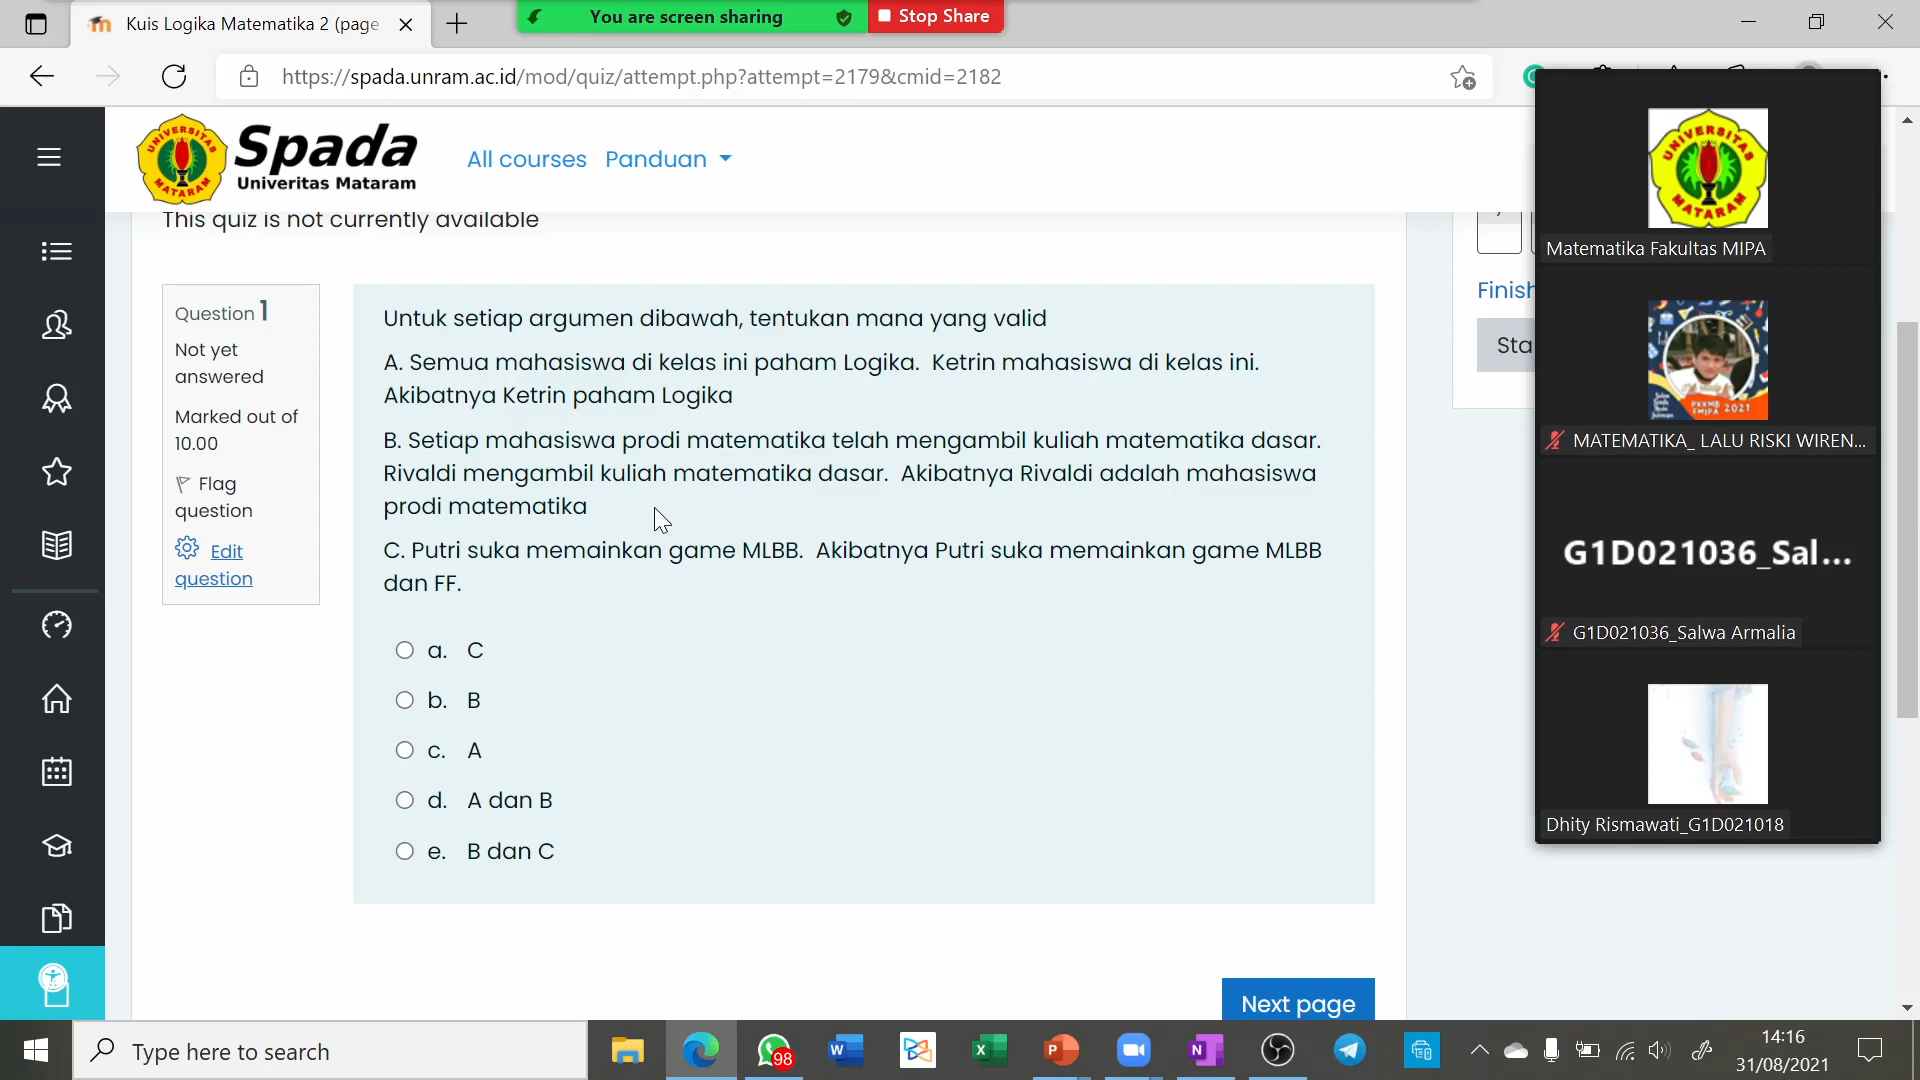 Kuis Logika Matematika 2 (page
You are screen sharing
Stop Share
https://spada.unram.ac.id/mod/quiz/attempt.php?attempt=2179&cmid=2182
UNIVERSITAS
MATARAM
Spada
Univeritas Mataram
All courses
Panduan
This quiz is not currently available
Question 1
Not yet
answered
Marked out of
10.00
Flag
question
Edit
question
Untuk setiap argumen dibawah, tentukan mana yang valid
A. Semua mahasiswa di kelas ini paham Logika. Ketrin mahasiswa di kelas ini.
Akibatnya Ketrin paham Logika
B. Setiap mahasiswa prodi matematika telah mengambil kuliah matematika dasar.
Rivaldi mengambil kuliah matematika dasar. Akibatnya Rivaldi adalah mahasiswa
prodi matematika
C. Putri suka memainkan game MLBB. Akibatnya Putri suka memainkan game MLBB
dan FF.
a. C
b. B
c. A
d. A dan B
e. B dan C
Next page
Finish
Sta
UNIVERSITAS
MATARAM
Matematika Fakultas MIPA
PKKMB
FMIPA 2021
MATEMATIKA_ LALU RISKI WIREN...
G1D021036_Sal...
G1D021036_Salwa Armalia
Dhity Rismawati_G1D021018
Type here to search
98
14:16
31/08/2021